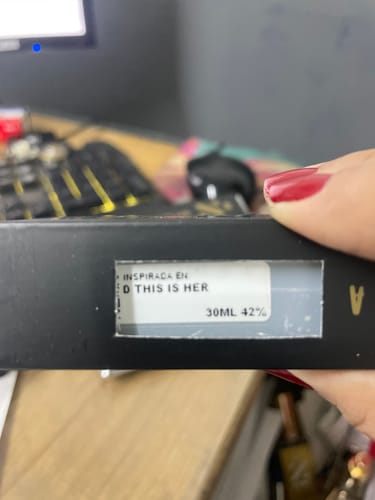 INSPIRADA EN:
D THIS IS HER
30ML 42%
A